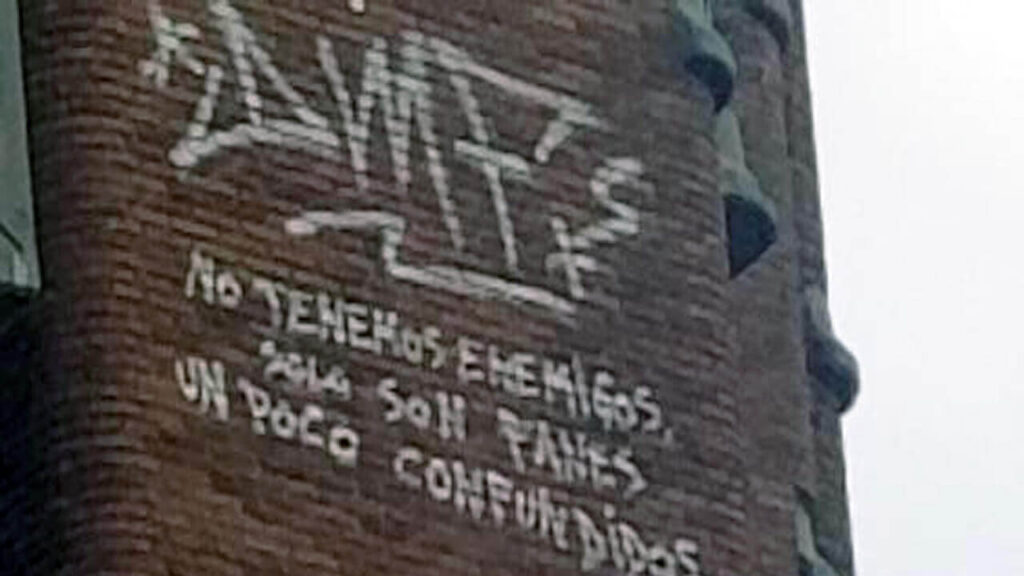 NO TENEMOS ENEMIGOS,
SOLO SON FANES
UN POCO CONFUNDIDOS